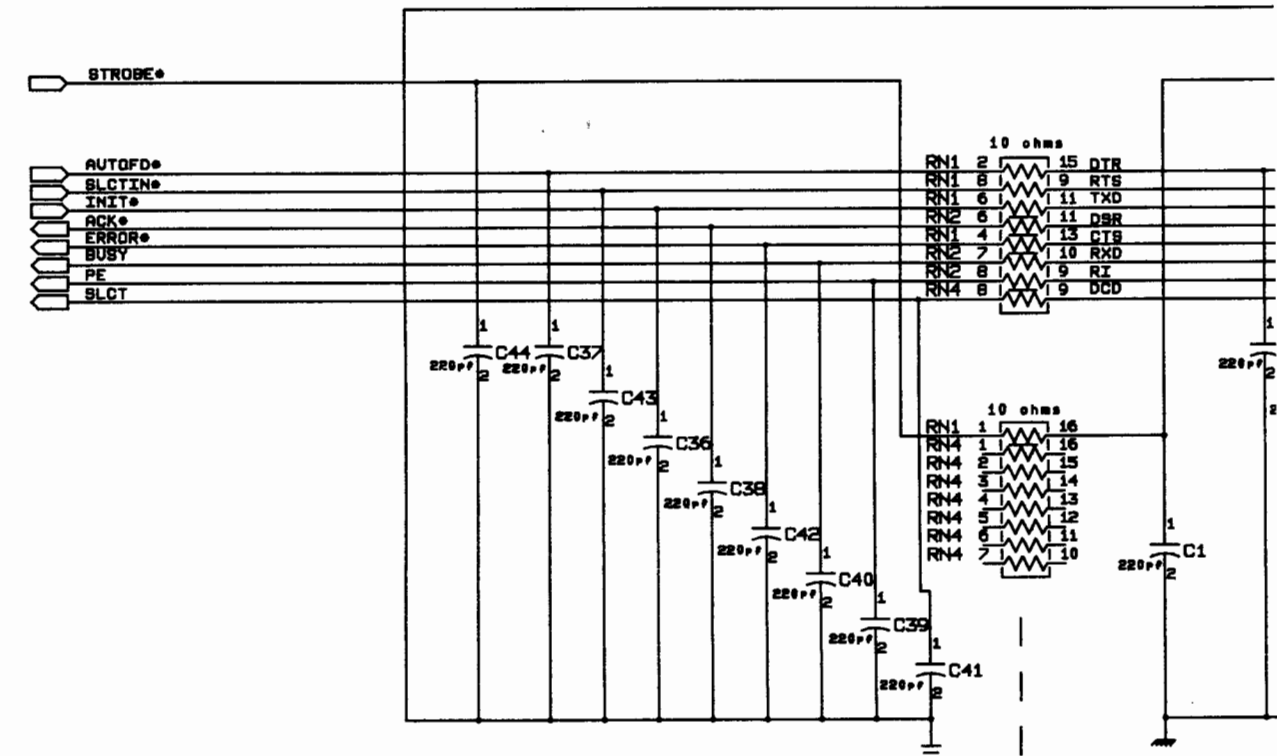 STROBE*
10 ohms
AUTOFD* RN1 2 15 DTR
SLCTIN* RN1 8 9 RTS
INIT* RN1 6 11 TXD
ACK* RN2 6 11 DSR
ERROR* RN1 4 13 CTS
BUSY RN2 7 10 RXD
PE RN2 8 9 RI
SLCT RN4 8 9 DCD
1 C44 220pf 2
1 C37 220pf 2
1 C43 220pf 2
1 C36 220pf 2
1 C38 220pf 2
1 C42 220pf 2
1 C40 220pf 2
1 C39 220pf 2
1 C41 220pf 2
10 ohms
RN1 1 16
RN4 1 16
RN4 2 15
RN4 3 14
RN4 4 13
RN4 5 12
RN4 6 11
RN4 7 10
1 C1 220pf 2
1 220pf 2